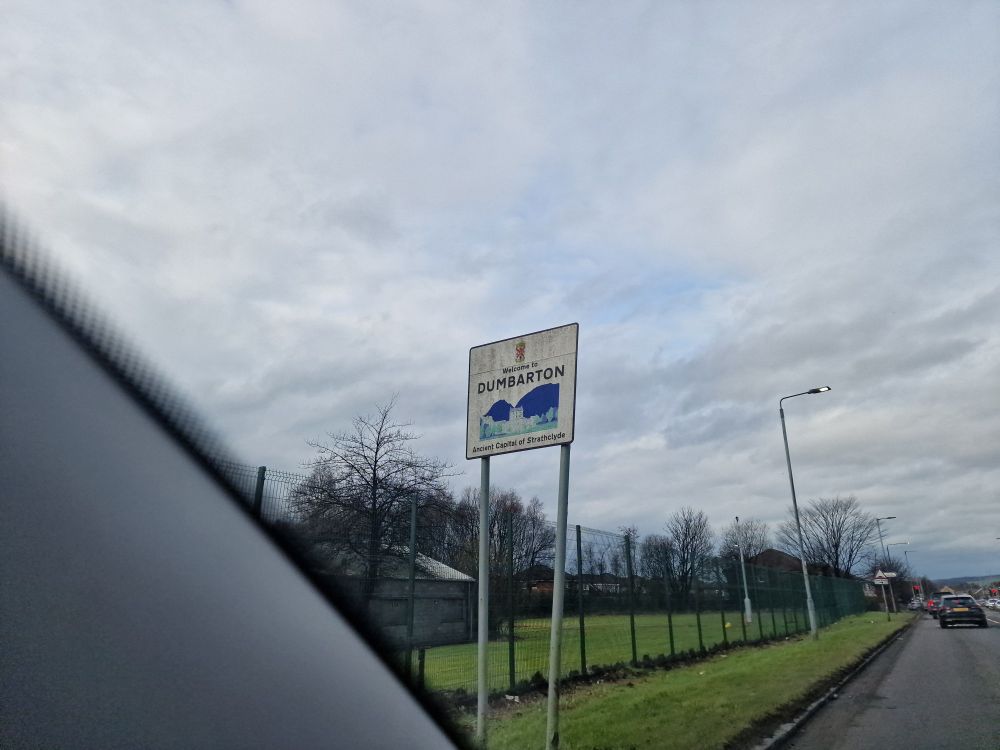 Welcome to
DUMBARTON
Ancient Capital of Strathclyde